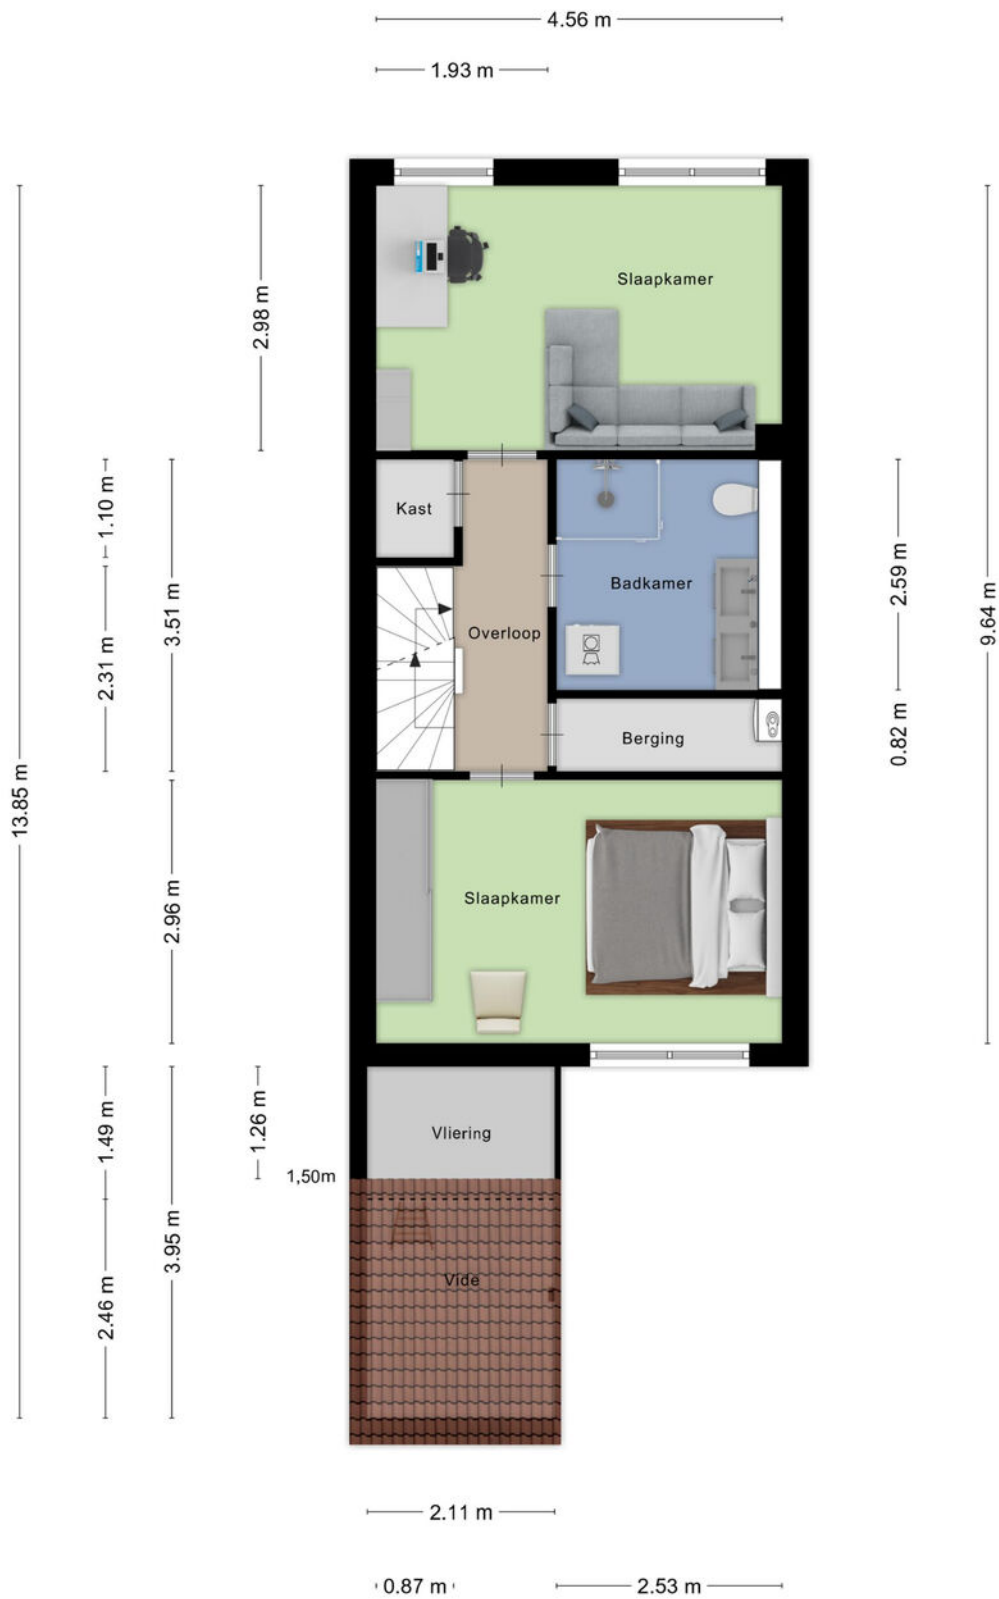 4.56 m
1.93 m
Slaapkamer
2.98 m
Kast
1.10 m
Badkamer
2.59 m
3.51 m
9.64 m
Overloop
2.31 m
0.82 m
Berging
13.85 m
Slaapkamer
2.96 m
1.49 m
1.26 m
Vliering
1,50m
3.95 m
Vide
2.46 m
2.11 m
0.87 m
2.53 m